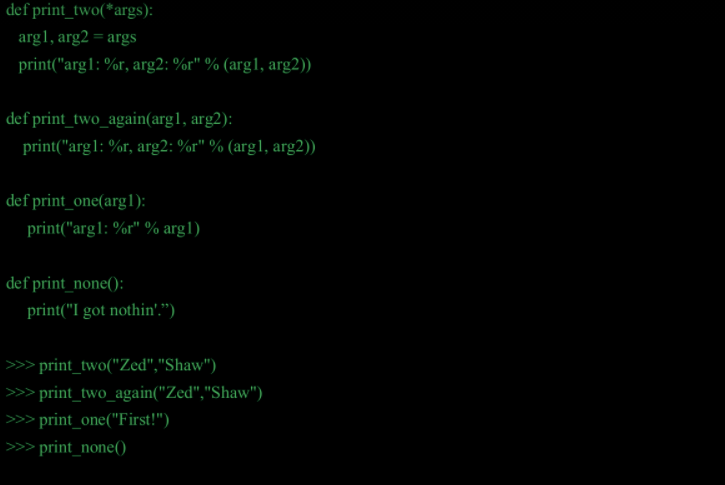 def print_two(*args):
arg1, arg2 = args
print("arg1: %r, arg2: %r" % (arg1, arg2))
def print_two_again(arg1, arg2):
print("arg1: %r, arg2: %r" % (arg1, arg2))
def print_one(arg1):
print("arg1: %r" % arg1)
def print_none():
print("I got nothin'.”)
>>> print_two("Zed","Shaw")
>>> print_two_again("Zed","Shaw")
>>> print_one("First!")
>>> print_none()